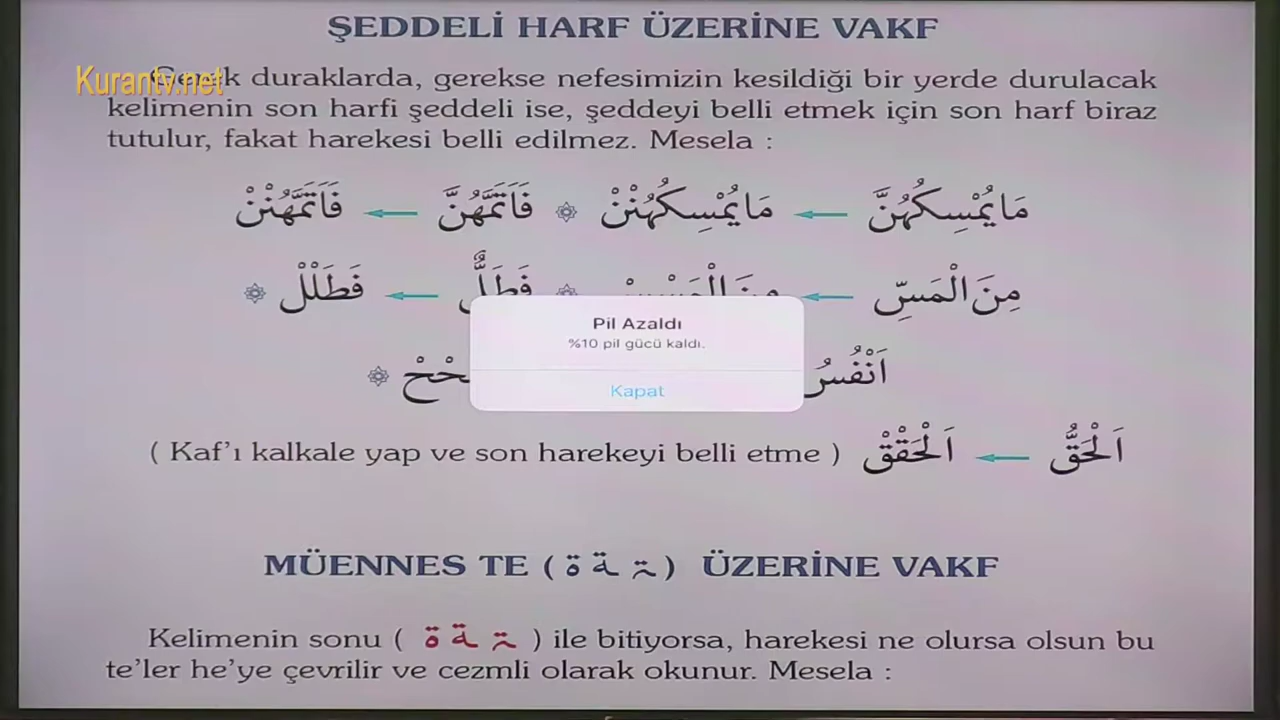 ŞEDDELİ HARF ÜZERİNE VAKF
Kurantv.net
duraklarda, gerekse nefesimizin kesildiği bir yerde durulacak
kelimenin son harfi şeddeli ise, şeddeyi belli etmek için son harf biraz
tutulur, fakat harekesi belli edilmez. Mesela :
مَا يُمْسِكُهُنَّ ← مَا يُمْسِكُهُنْنْ ۞ فَاَتَمَّهُنَّ ← فَاَتَمَّهُنْنْ
مِنَ الْمَسِّ ← ۞ فَطَلٌّ ← فَطَلْلْ ۞
اَنْفُسُ
Pil Azaldı
%10 pil gücü kaldı.
Kapat
اَلْحَقُّ ← اَلْحَقْقْ ( Kaf’ı kalkale yap ve son harekeyi belli etme )
MÜENNES TE ( ـة ـة ة ) ÜZERİNE VAKF
Kelimenin sonu ( ـة ـة ة ) ile bitiyorsa, harekesi ne olursa olsun bu
te’ler he’ye çevrilir ve cezmli olarak okunur. Mesela :